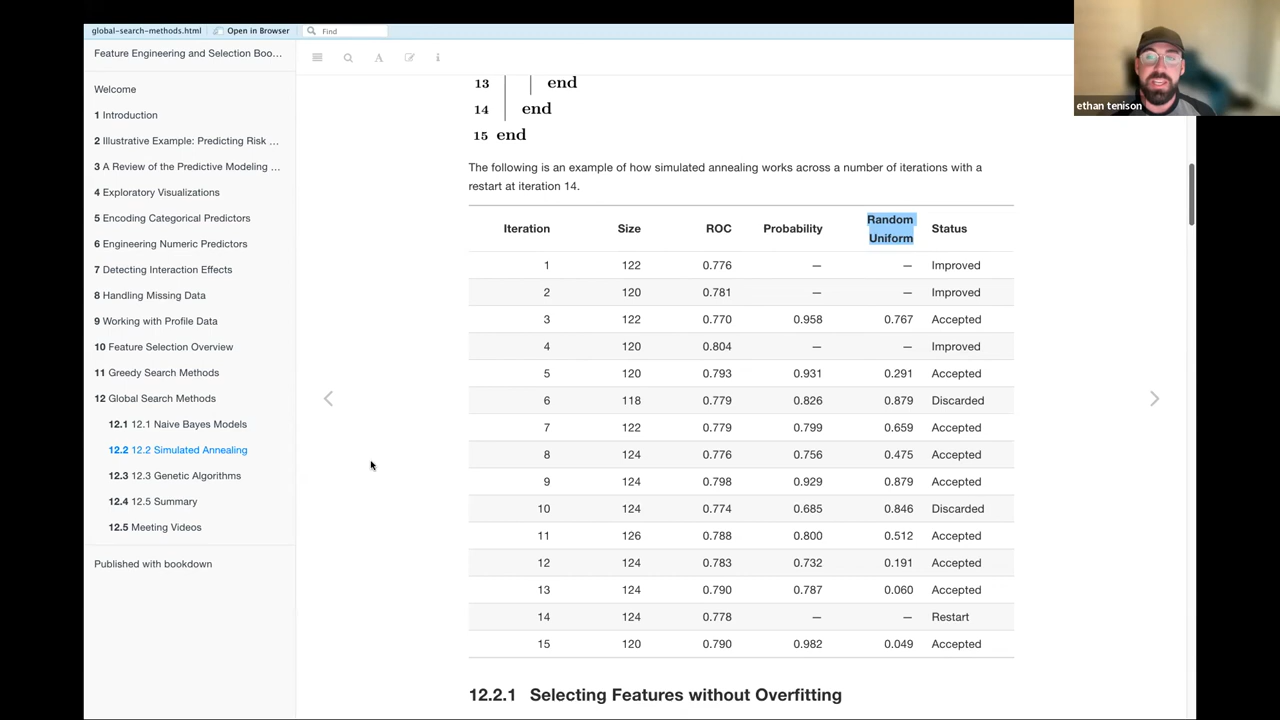 global-search-methods.html
Open in Browser
Find
ethan tenison
Feature Engineering and Selection Boo...
Welcome
1 Introduction
2 Illustrative Example: Predicting Risk ...
3 A Review of the Predictive Modeling ...
4 Exploratory Visualizations
5 Encoding Categorical Predictors
6 Engineering Numeric Predictors
7 Detecting Interaction Effects
8 Handling Missing Data
9 Working with Profile Data
10 Feature Selection Overview
11 Greedy Search Methods
12 Global Search Methods
12.1 12.1 Naive Bayes Models
12.2 12.2 Simulated Annealing
12.3 12.3 Genetic Algorithms
12.4 12.5 Summary
12.5 Meeting Videos
Published with bookdown
13 end
14 end
15 end
The following is an example of how simulated annealing works across a number of iterations with a
restart at iteration 14.
Iteration Size ROC Probability Random Uniform Status
1 122 0.776 — — Improved
2 120 0.781 — — Improved
3 122 0.770 0.958 0.767 Accepted
4 120 0.804 — — Improved
5 120 0.793 0.931 0.291 Accepted
6 118 0.779 0.826 0.879 Discarded
7 122 0.779 0.799 0.659 Accepted
8 124 0.776 0.756 0.475 Accepted
9 124 0.798 0.929 0.879 Accepted
10 124 0.774 0.685 0.846 Discarded
11 126 0.788 0.800 0.512 Accepted
12 124 0.783 0.732 0.191 Accepted
13 124 0.790 0.787 0.060 Accepted
14 124 0.778 — — Restart
15 120 0.790 0.982 0.049 Accepted
12.2.1 Selecting Features without Overfitting